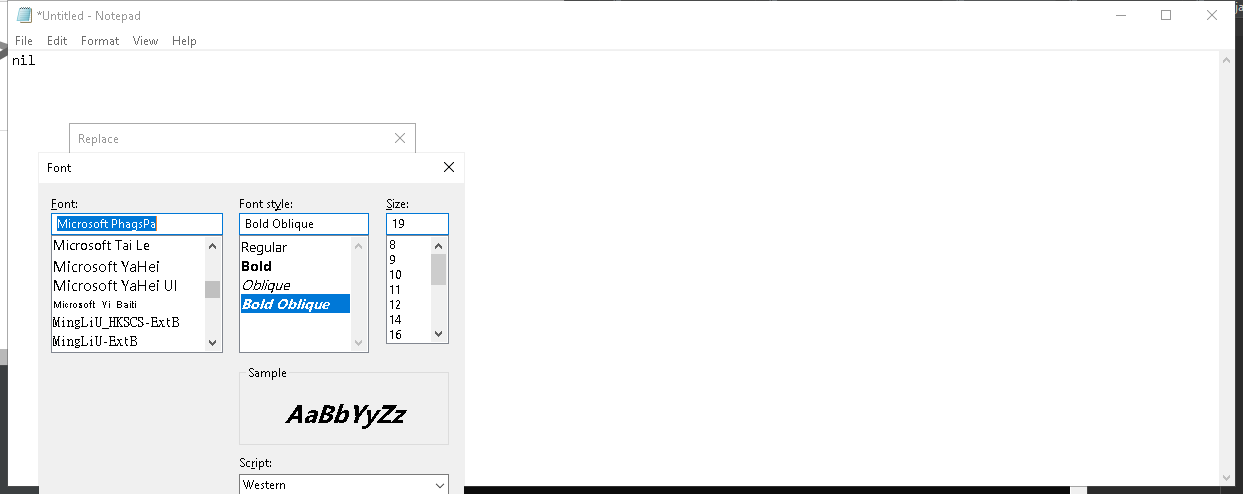 *Untitled - Notepad
File Edit Format View Help
nil
Replace
Font
Font: Font style: Size:
Microsoft PhagsPa Bold Oblique 19
Microsoft Tai Le Regular 8
Microsoft YaHei Bold 9
Microsoft YaHei UI Oblique 10
Microsoft Yi Baiti Bold Oblique 11
MingLiU_HKSCS-ExtB 12
MingLiU-ExtB 14
16
Sample
AaBbYyZz
Script:
Western